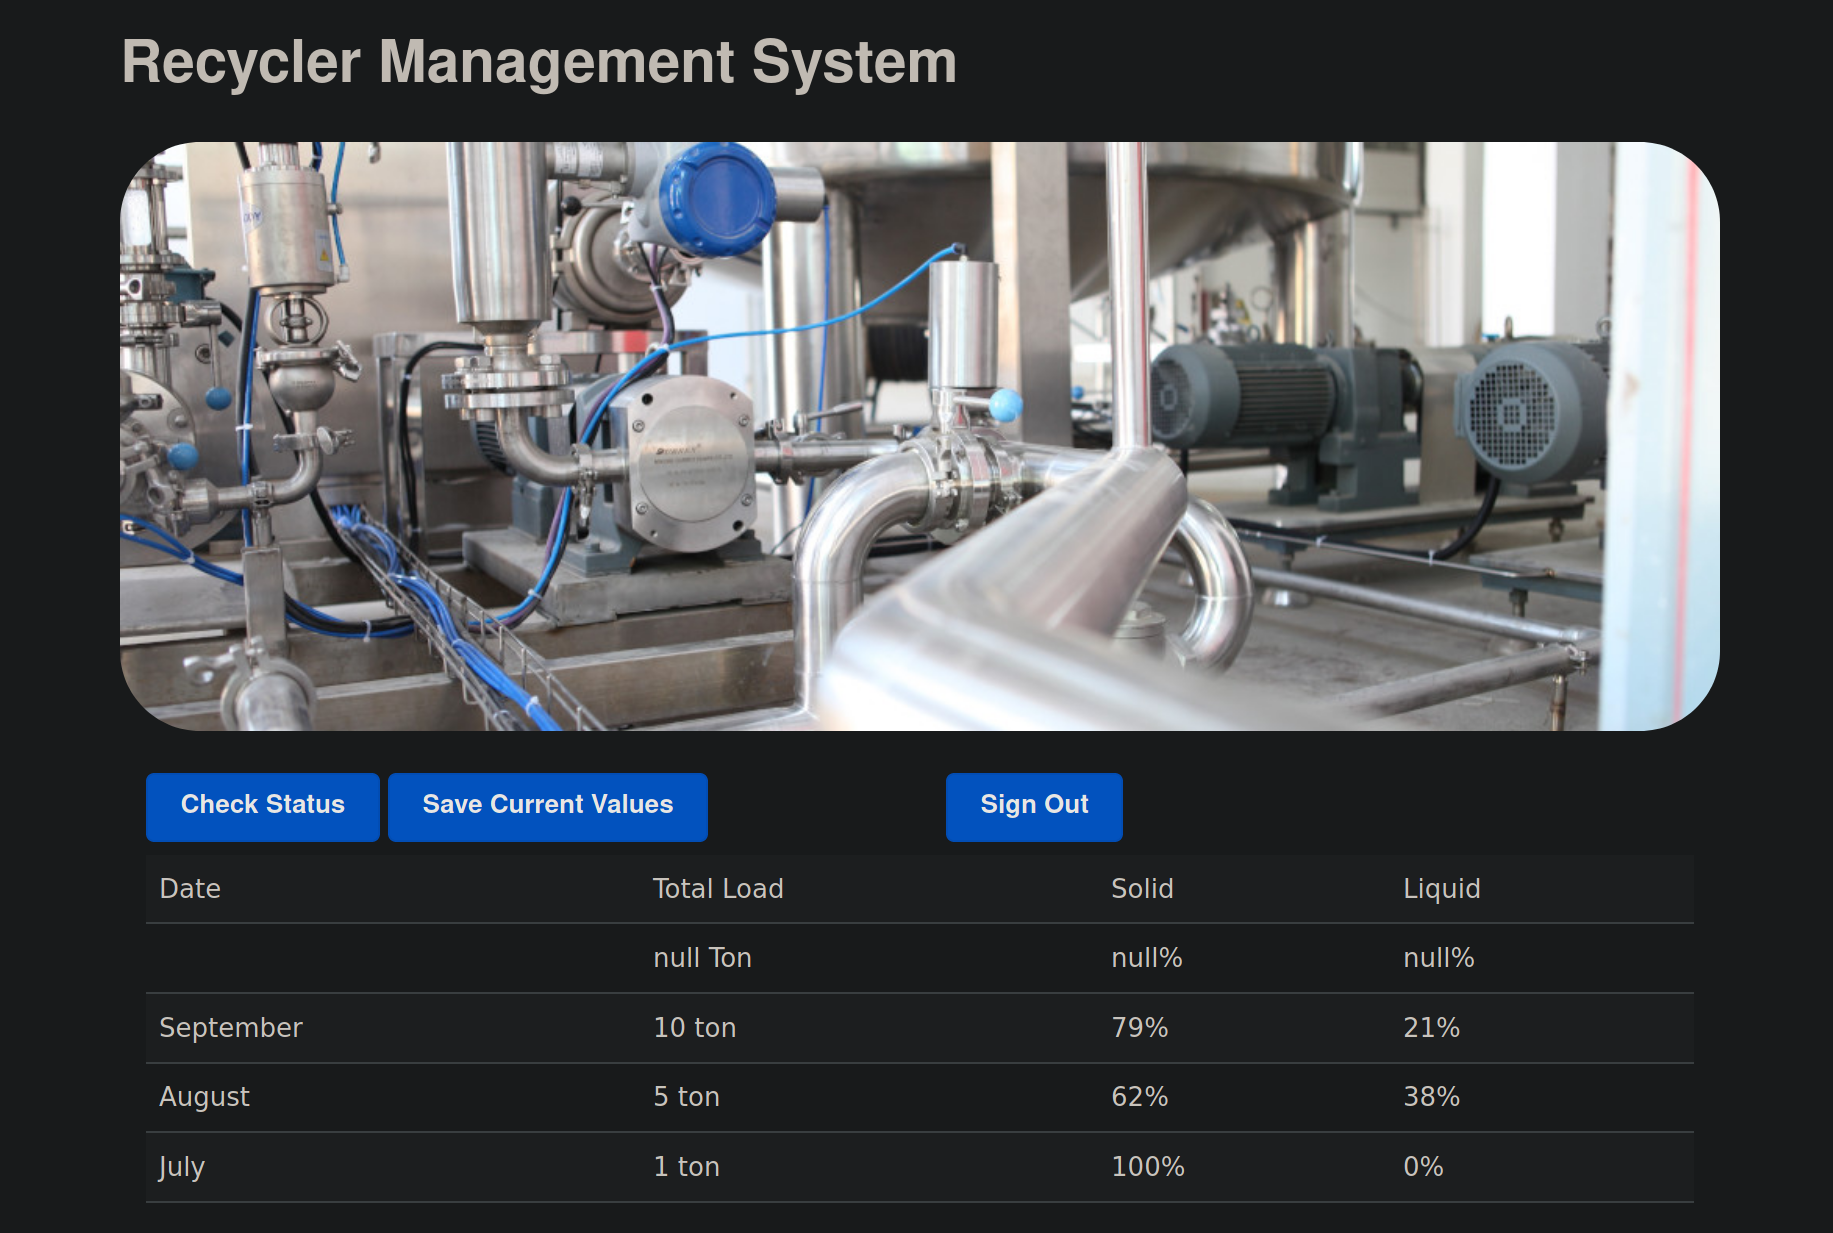 Recycler Management System
Check Status Save Current Values Sign Out
Date Total Load Solid Liquid
null Ton null% null%
September 10 ton 79% 21%
August 5 ton 62% 38%
July 1 ton 100% 0%